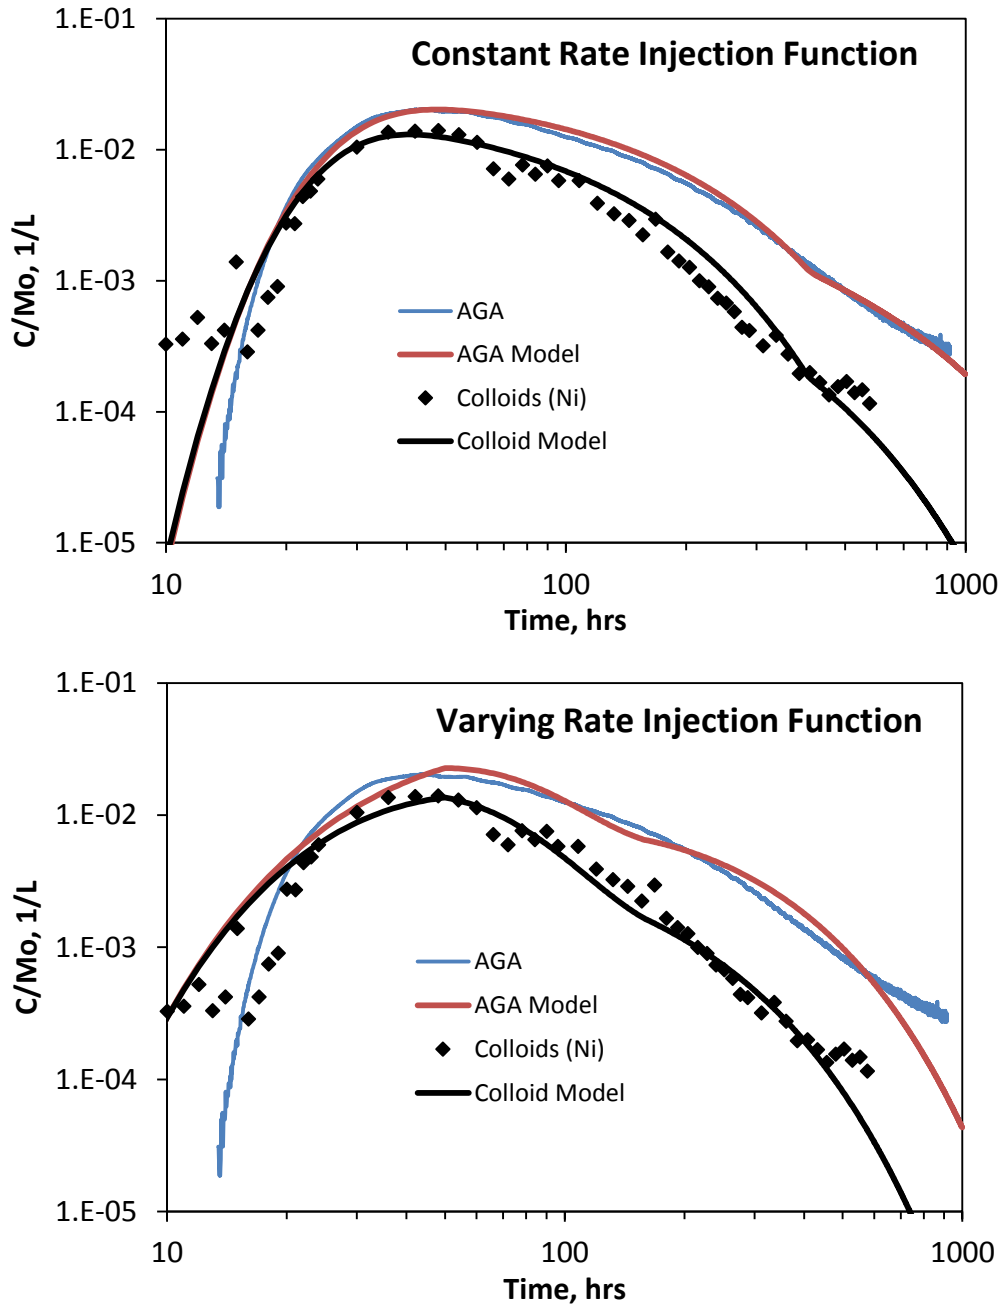 1.E-01
Constant Rate Injection Function
1.E-02
C/Mo, 1/L
1.E-03
AGA
AGA Model
Colloids (Ni)
Colloid Model
1.E-04
1.E-05
10
100
1000
Time, hrs
1.E-01
Varying Rate Injection Function
1.E-02
C/Mo, 1/L
1.E-03
AGA
AGA Model
Colloids (Ni)
Colloid Model
1.E-04
1.E-05
10
100
1000
Time, hrs